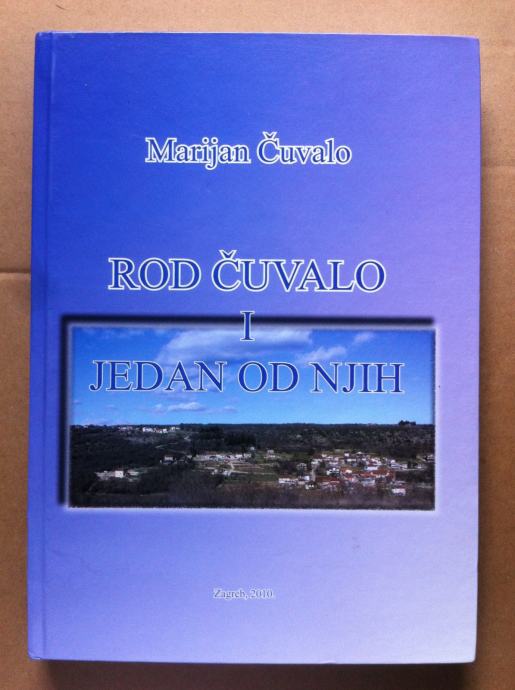 Marijan Čuvalo
ROD ČUVALO
I
JEDAN OD NJIH
Zagreb, 2010.